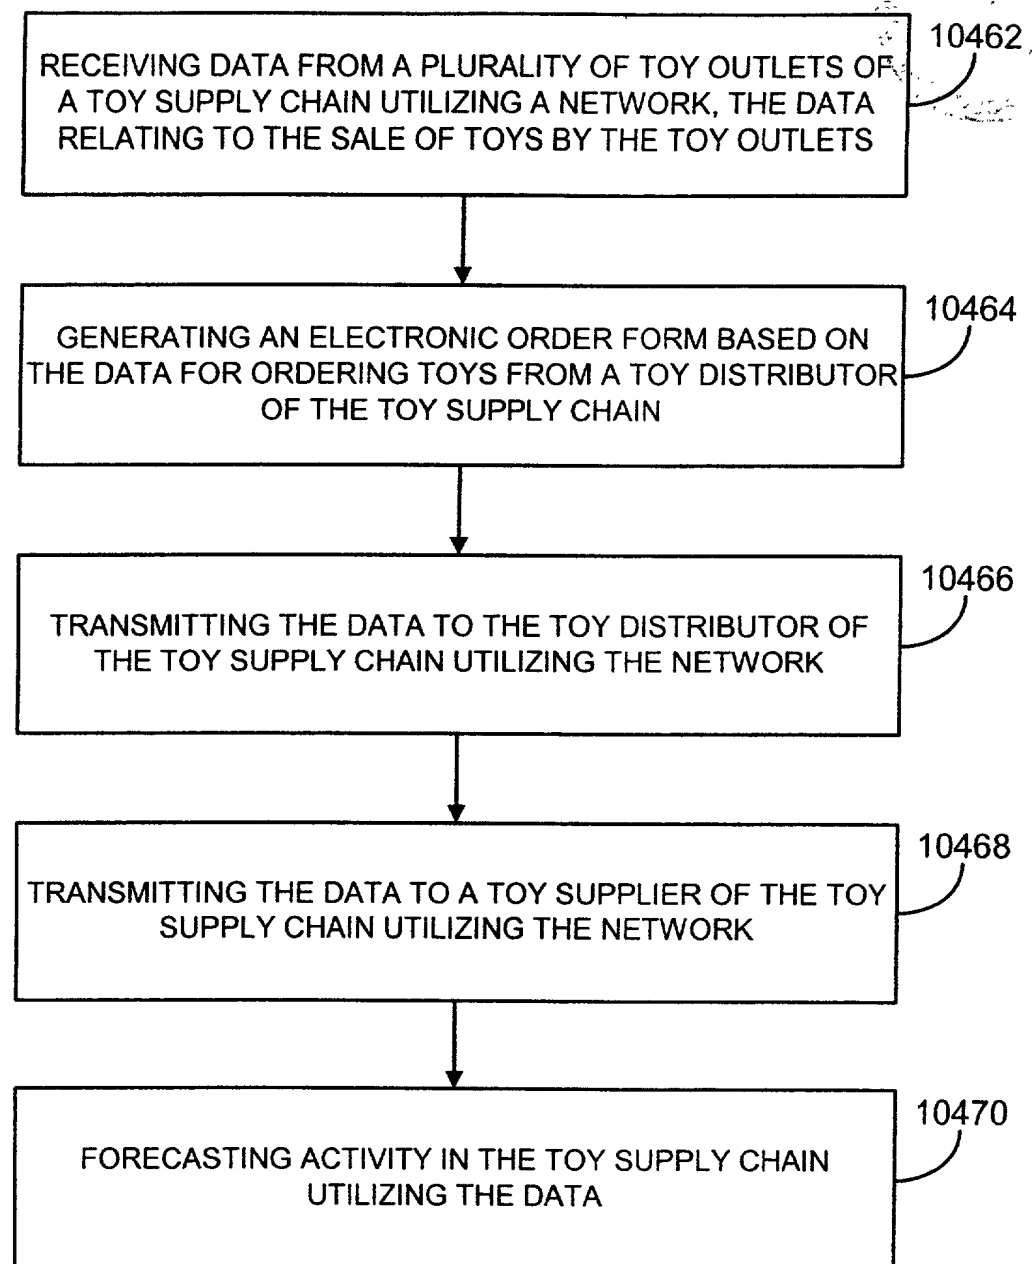 10462
RECEIVING DATA FROM A PLURALITY OF TOY OUTLETS OF
A TOY SUPPLY CHAIN UTILIZING A NETWORK, THE DATA
RELATING TO THE SALE OF TOYS BY THE TOY OUTLETS
10464
GENERATING AN ELECTRONIC ORDER FORM BASED ON
THE DATA FOR ORDERING TOYS FROM A TOY DISTRIBUTOR
OF THE TOY SUPPLY CHAIN
10466
TRANSMITTING THE DATA TO THE TOY DISTRIBUTOR OF
THE TOY SUPPLY CHAIN UTILIZING THE NETWORK
10468
TRANSMITTING THE DATA TO A TOY SUPPLIER OF THE TOY
SUPPLY CHAIN UTILIZING THE NETWORK
10470
FORECASTING ACTIVITY IN THE TOY SUPPLY CHAIN
UTILIZING THE DATA